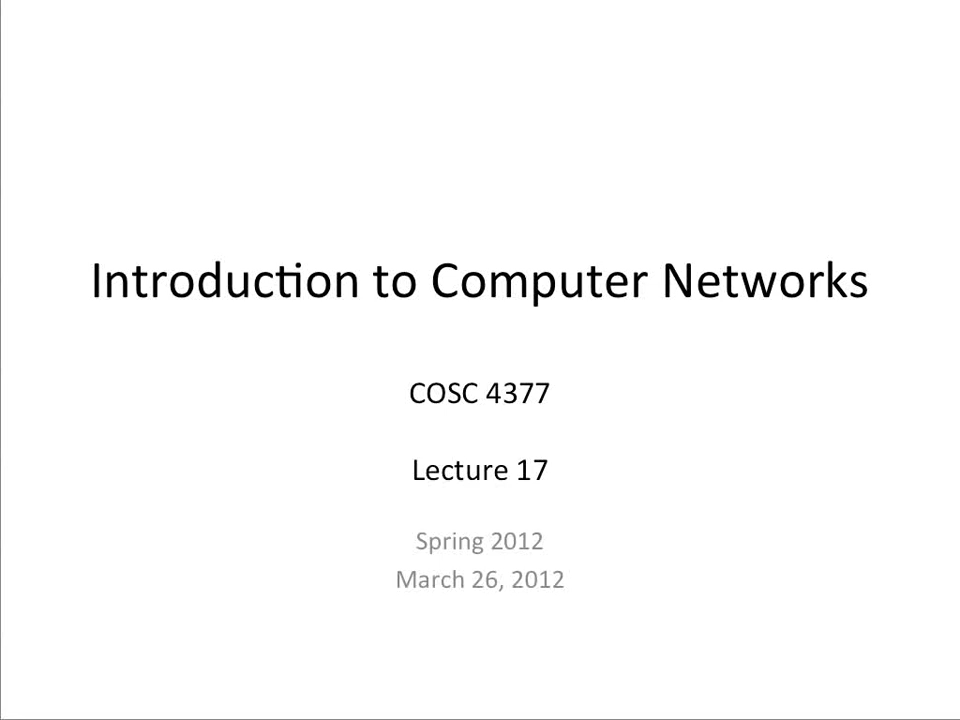 Introduction to Computer Networks
COSC 4377
Lecture 17
Spring 2012
March 26, 2012